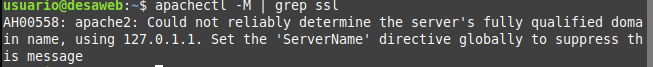 usuario@desaweb:~$ apachectl -M | grep ssl
AH00558: apache2: Could not reliably determine the server's fully qualified doma
in name, using 127.0.1.1. Set the 'ServerName' directive globally to suppress th
is message